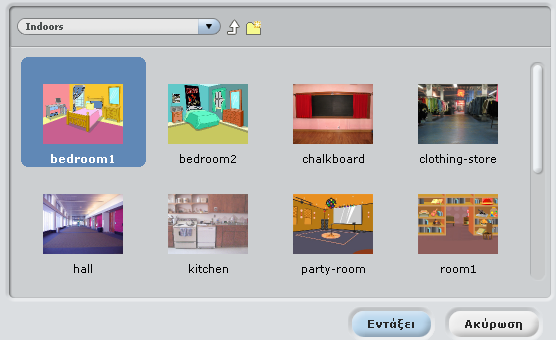 Indoors
bedroom1 bedroom2 chalkboard clothing-store
hall kitchen party-room room1
Εντάξει Ακύρωση